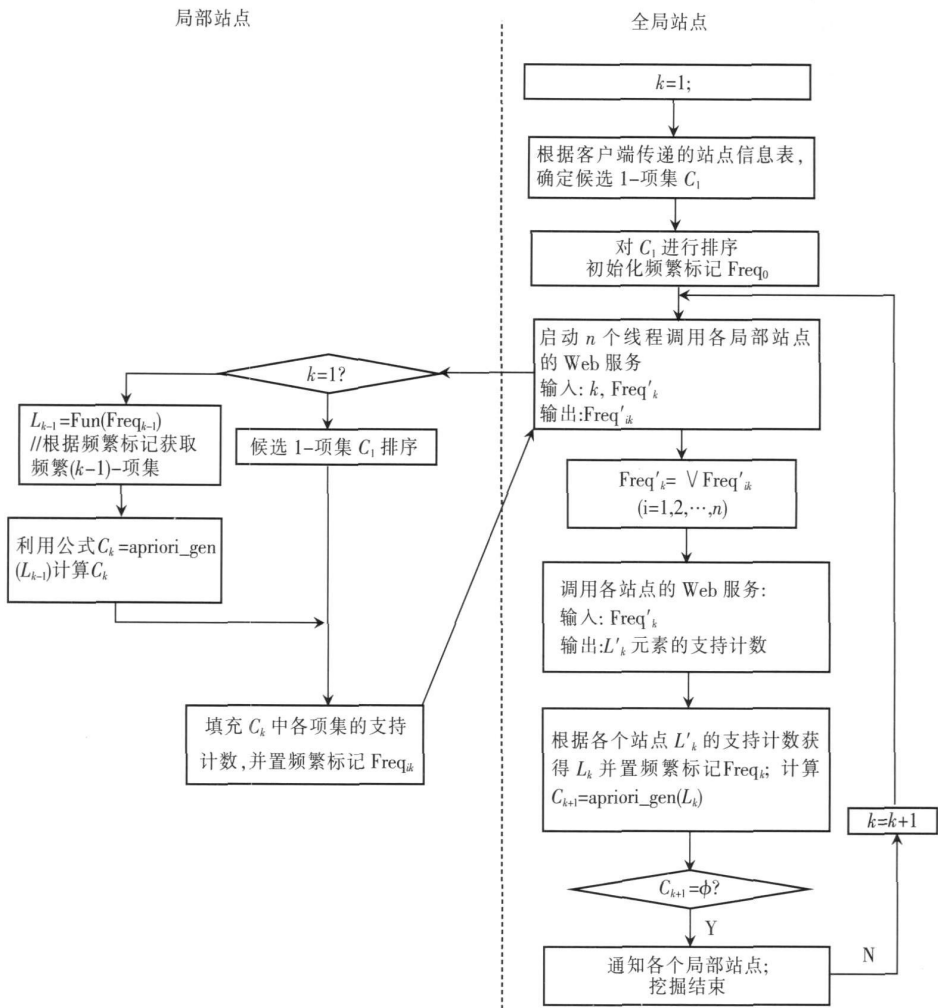 局部站点
全局站点
k=1;
根据客户端传递的站点信息表,
确定候选 1-项集 C₁
对 C₁ 进行排序
初始化频繁标记 Freq₀
启动 n 个线程调用各局部站点
的 Web 服务
输入: k, Freq'ₖ
输出:Freq'ᵢₖ
k=1?
Lₖ₋₁=Fun(Freqₖ₋₁)
//根据频繁标记获取
频繁(k-1)-项集
候选 1-项集 C₁ 排序
利用公式Cₖ=apriori_gen
(Lₖ₋₁)计算Cₖ
填充 Cₖ 中各项集的支持
计数,并置频繁标记 Freqᵢₖ
Freq'ₖ= ∨Freq'ᵢₖ
(i=1,2,⋯,n)
调用各站点的 Web 服务:
输入: Freq'ₖ
输出:L'ₖ 元素的支持计数
根据各个站点 L'ₖ 的支持计数获
得 Lₖ 并置频繁标记Freqₖ; 计算
Cₖ₊₁=apriori_gen(Lₖ)
k=k+1
Cₖ₊₁=ϕ?
Y
N
通知各个局部站点;
挖掘结束